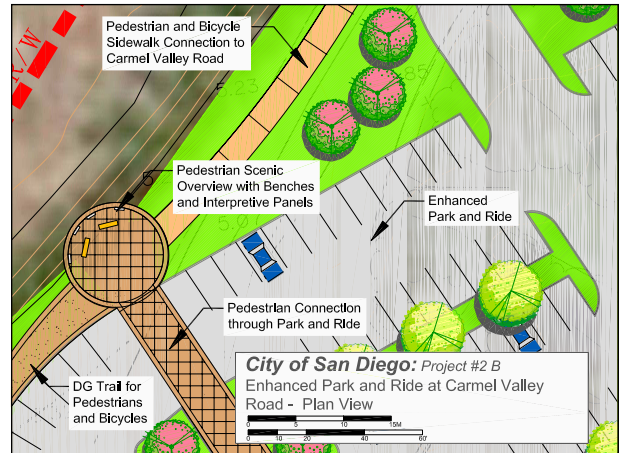 R/W
Pedestrian and Bicycle
Sidewalk Connection to
Carmel Valley Road
Pedestrian Scenic
Overview with Benches
and Interpretive Panels
Enhanced
Park and Ride
Pedestrian Connection
through Park and RIde
DG Trail for
Pedestrians
and Bicycles
City of San Diego: Project #2 B
Enhanced Park and Ride at Carmel Valley
Road - Plan View
0 5 10 15M
0 10 20 40 60'